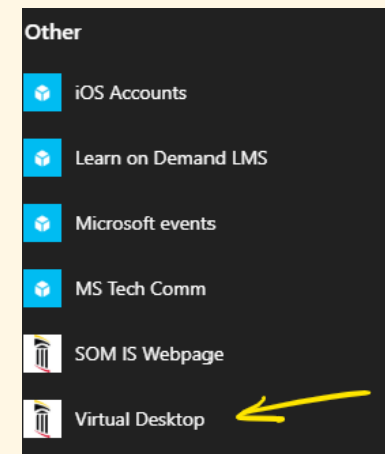 Other
iOS Accounts
Learn on Demand LMS
Microsoft events
MS Tech Comm
SOM IS Webpage
Virtual Desktop